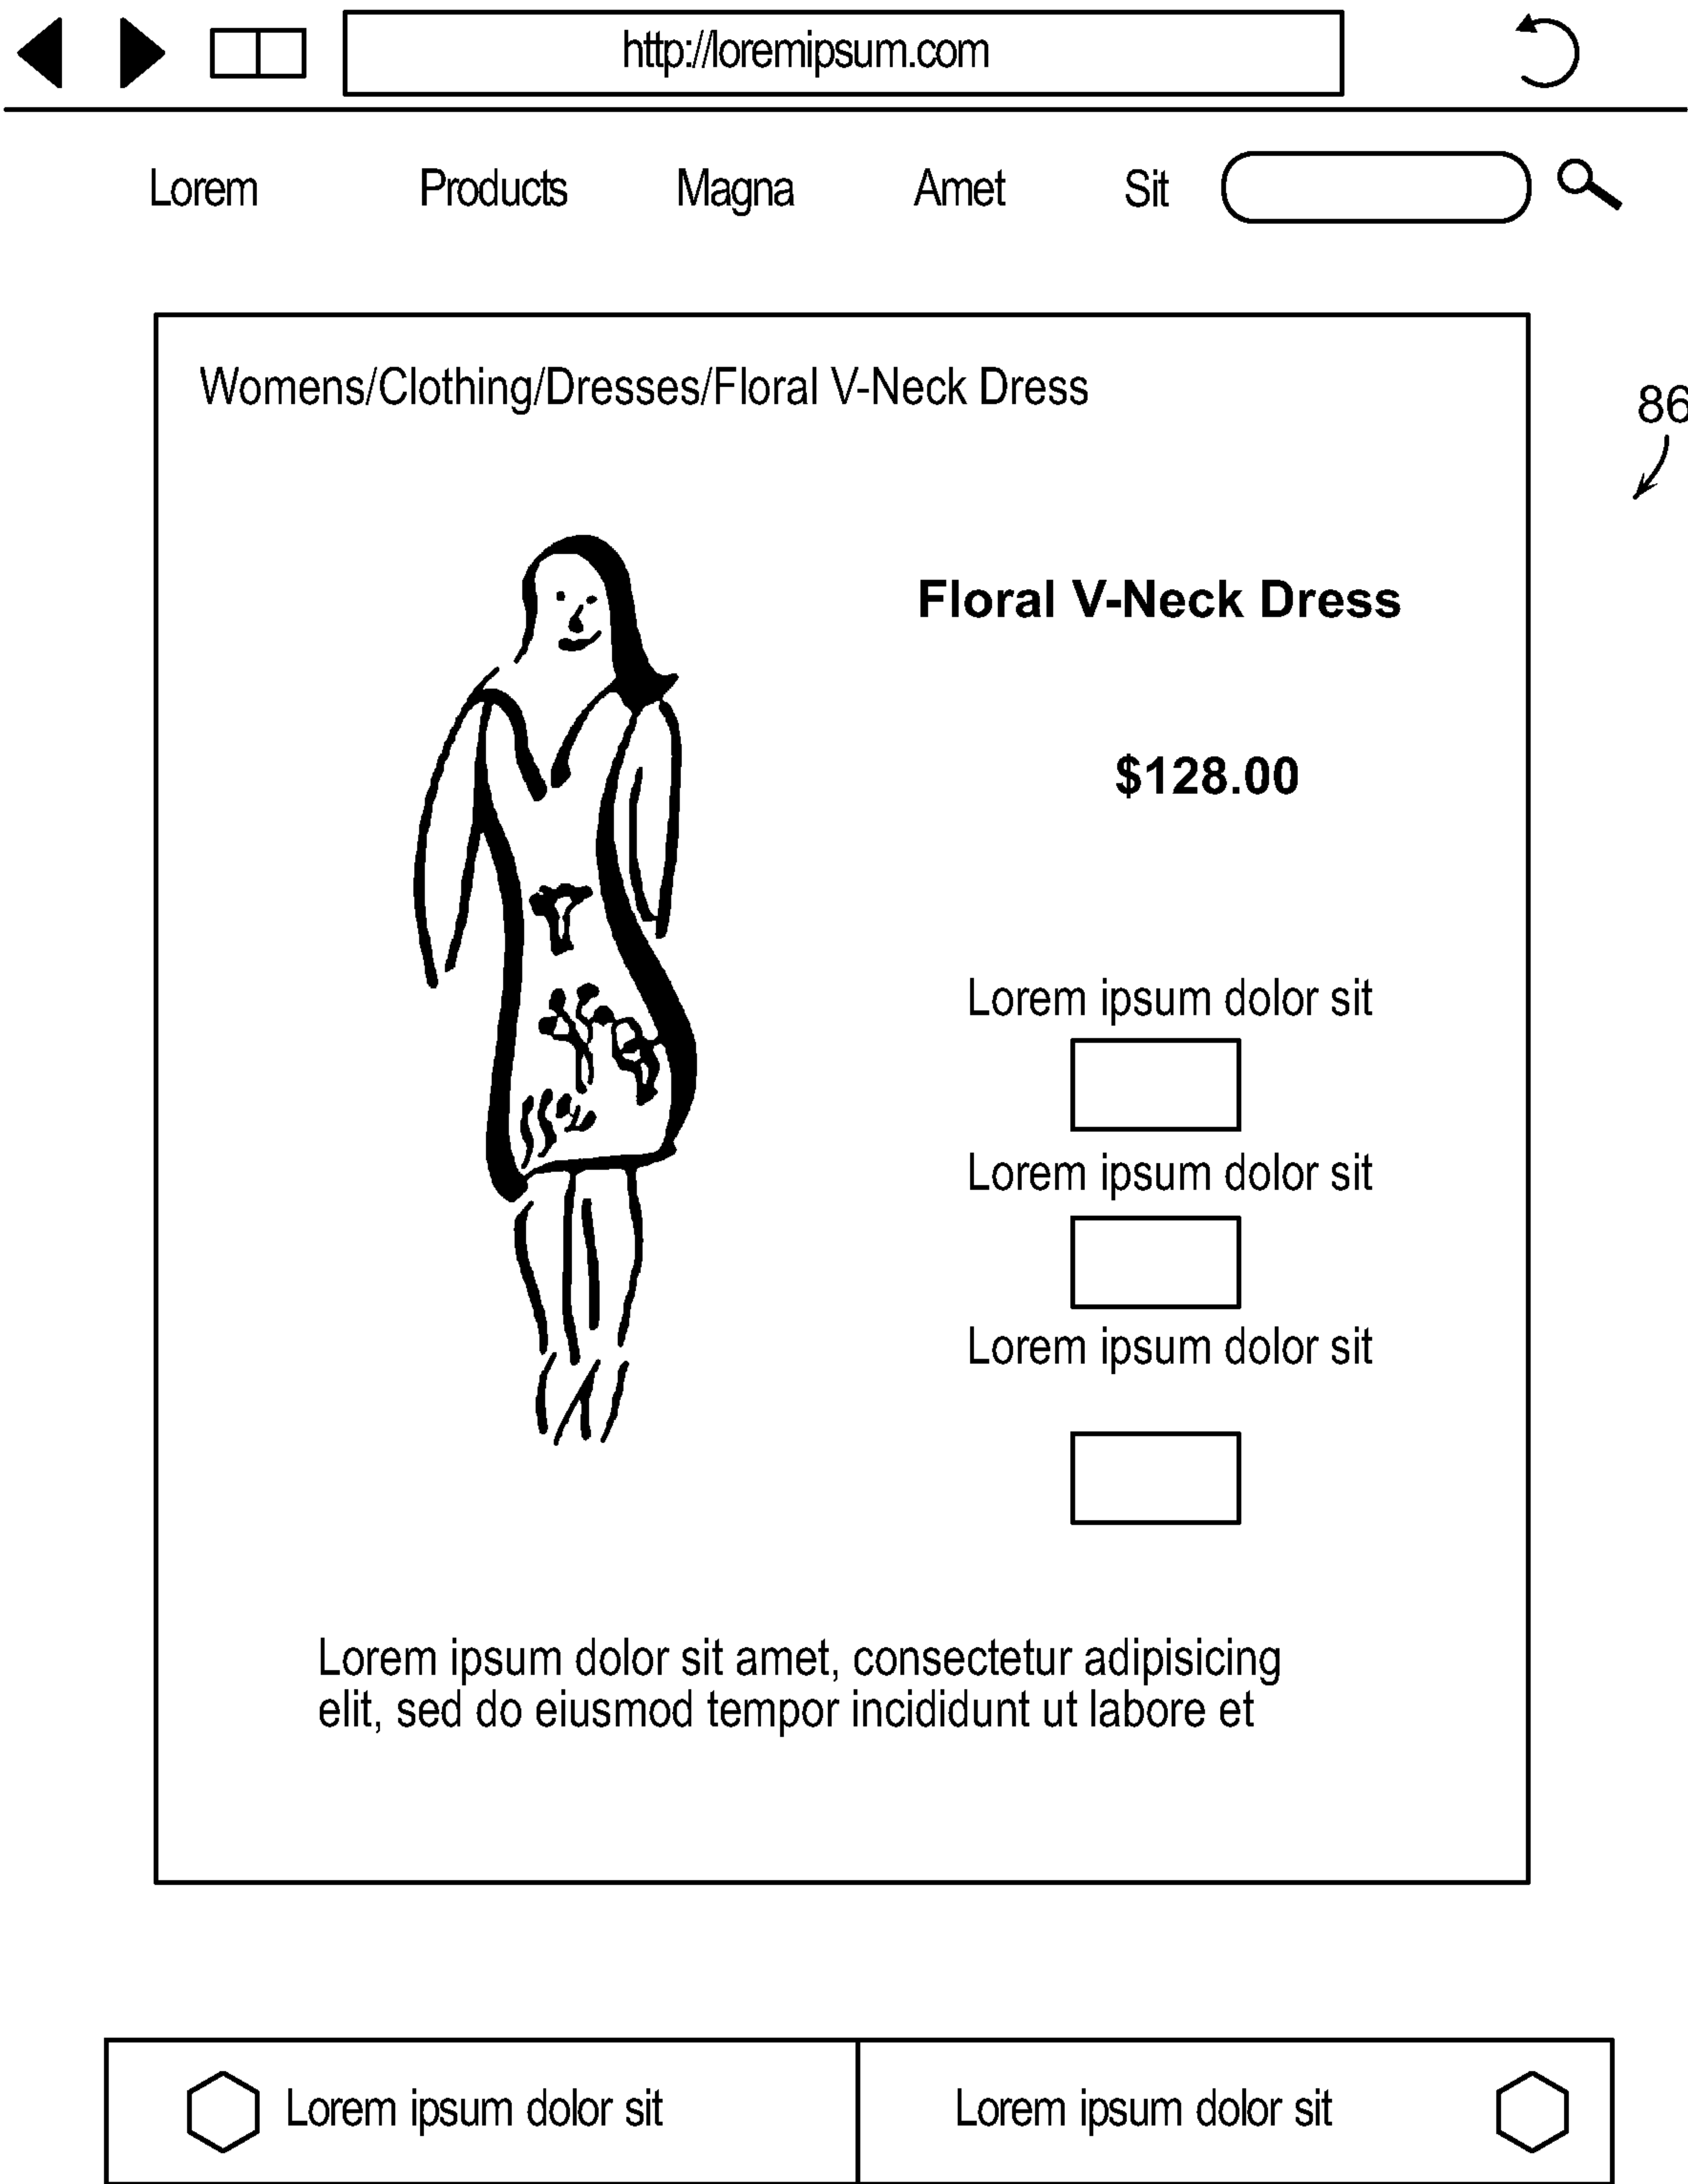 http://loremipsum.com
Lorem Products Magna Amet Sit
Womens/Clothing/Dresses/Floral V-Neck Dress
86
Floral V-Neck Dress
$128.00
Lorem ipsum dolor sit
Lorem ipsum dolor sit
Lorem ipsum dolor sit
Lorem ipsum dolor sit amet, consectetur adipisicing
elit, sed do eiusmod tempor incididunt ut labore et
Lorem ipsum dolor sit Lorem ipsum dolor sit